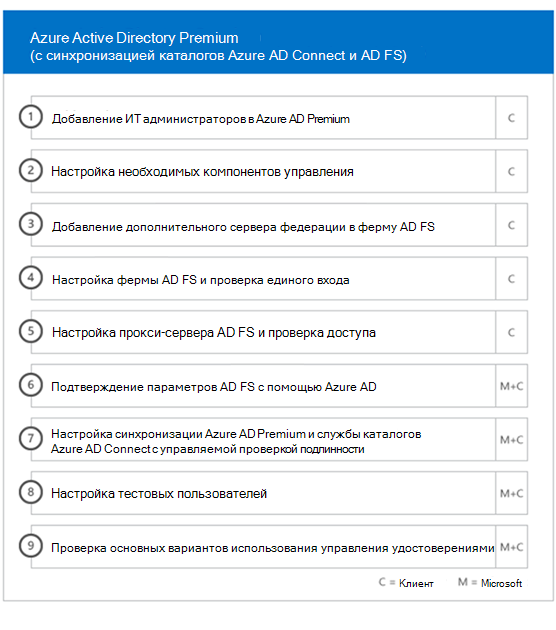 Azure Active Directory Premium
(с синхронизацией каталогов Azure AD Connect и AD FS)
1 Добавление ИТ администраторов в Azure AD Premium C
2 Настройка необходимых компонентов управления C
3 Добавление дополнительного сервера федерации в ферму AD FS C
4 Настройка фермы AD FS и проверка единого входа C
5 Настройка прокси-сервера AD FS и проверка доступа C
6 Подтверждение параметров AD FS с помощью Azure AD M+C
7 Настройка синхронизации Azure AD Premium и службы каталогов
Azure AD Connect с управляемой проверкой подлинности M+C
8 Настройка тестовых пользователей M+C
9 Проверка основных вариантов использования управления удостоверениями M+C
C = Клиент M = Microsoft